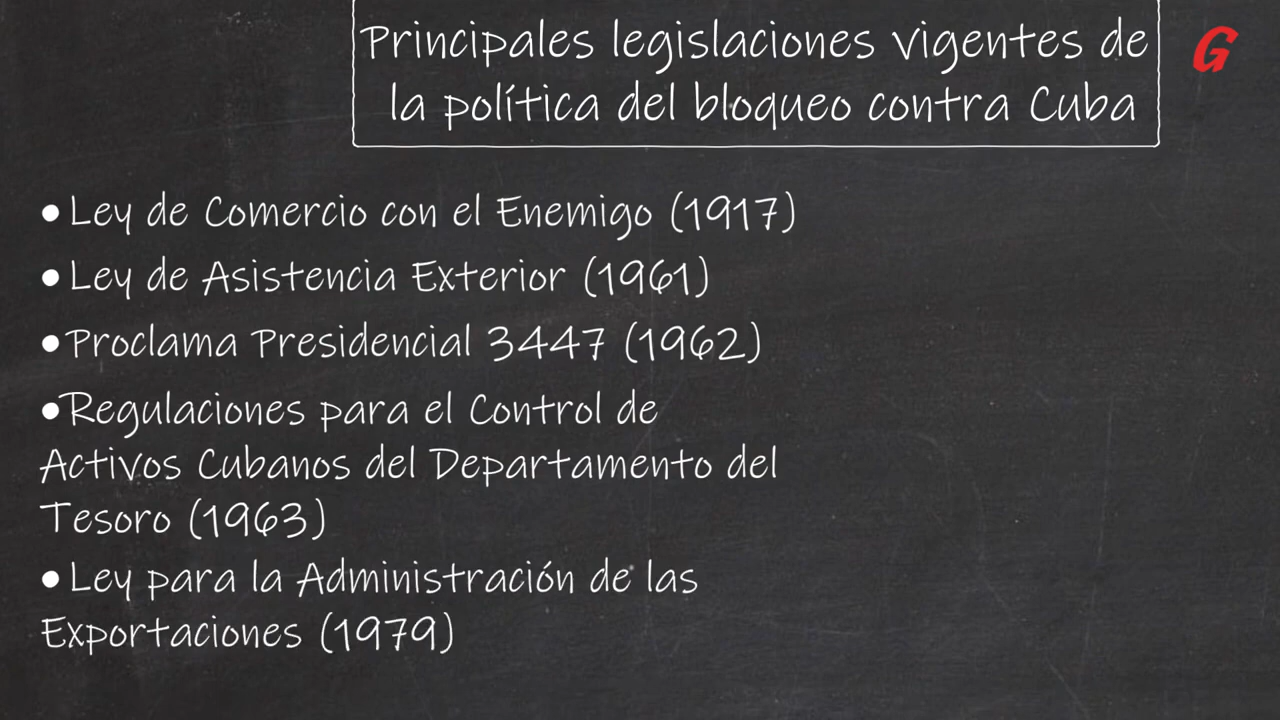 Principales legislaciones vigentes de
la política del bloqueo contra Cuba
G
•Ley de Comercio con el Enemigo (1917)
•Ley de Asistencia Exterior (1961)
•Proclama Presidencial 3447 (1962)
•Regulaciones para el Control de
Activos Cubanos del Departamento del
Tesoro (1963)
•Ley para la Administración de las
Exportaciones (1979)